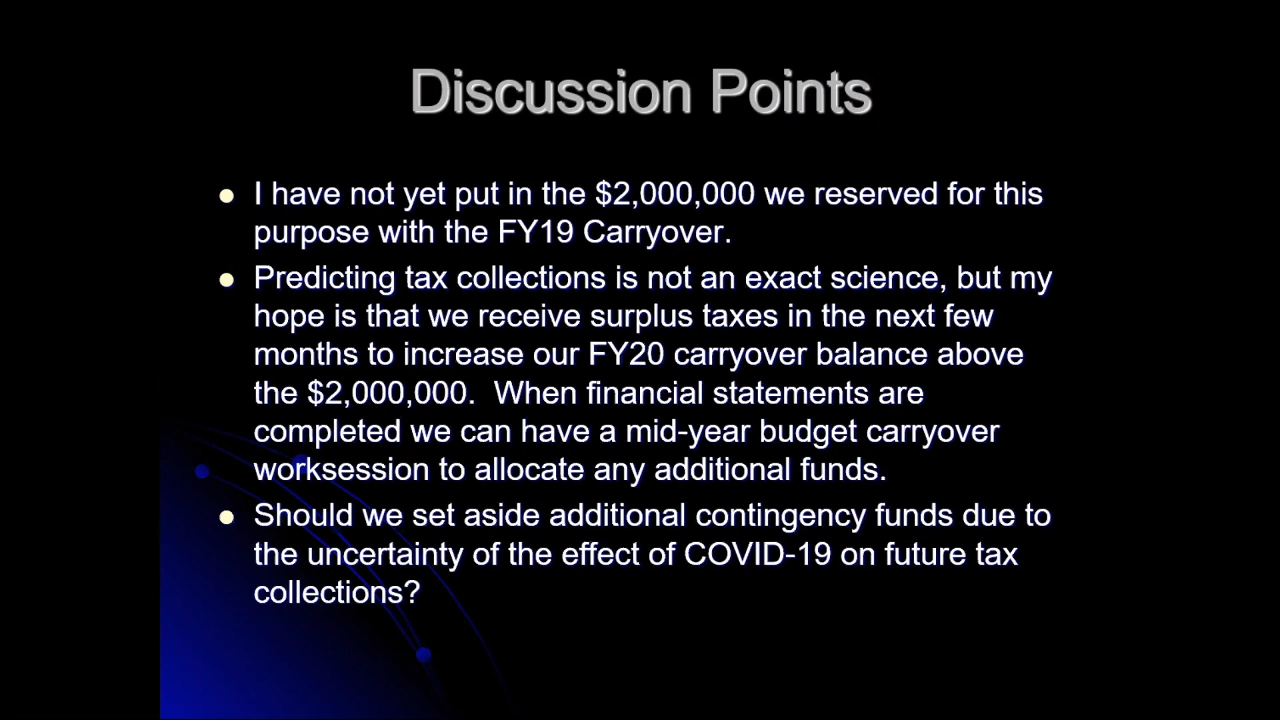 Discussion Points
I have not yet put in the $2,000,000 we reserved for this
purpose with the FY19 Carryover.
Predicting tax collections is not an exact science, but my
hope is that we receive surplus taxes in the next few
months to increase our FY20 carryover balance above
the $2,000,000.  When financial statements are
completed we can have a mid-year budget carryover
worksession to allocate any additional funds.
Should we set aside additional contingency funds due to
the uncertainty of the effect of COVID-19 on future tax
collections?